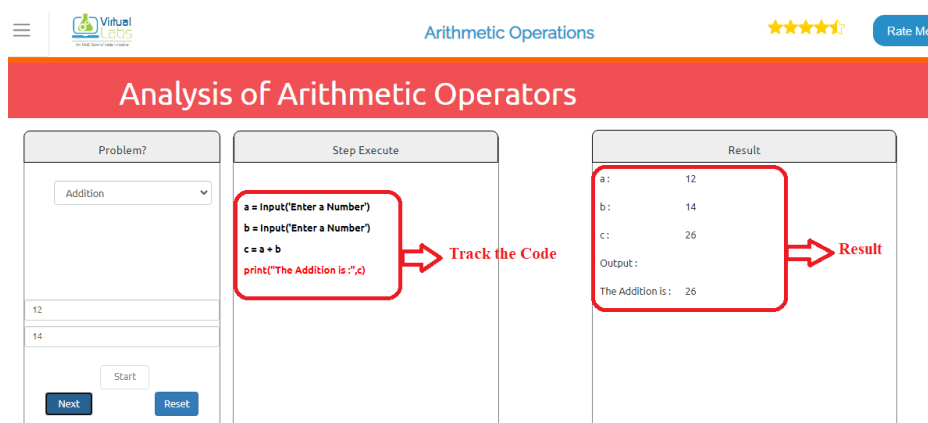 Virtual
Labs
Arithmetic Operations
Rate Me
Analysis of Arithmetic Operators
Problem?
Addition
12
14
Start
Next
Reset
Step Execute
a = Input('Enter a Number')
b = Input('Enter a Number')
c = a + b
print("The Addition is :",c)
Track the Code
Result
a : 12
b : 14
c : 26
Output :
The Addition is : 26
Result